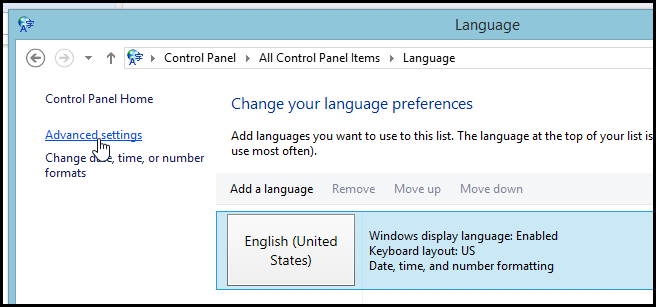 Language
Control Panel
All Control Panel Items
Language
Control Panel Home
Advanced settings
Change date, time, or number
formats
Change your language preferences
Add languages you want to use to this list. The language at the top of your list is
use most often).
Add a language
Remove
Move up
Move down
English (United
States)
Windows display language: Enabled
Keyboard layout: US
Date, time, and number formatting